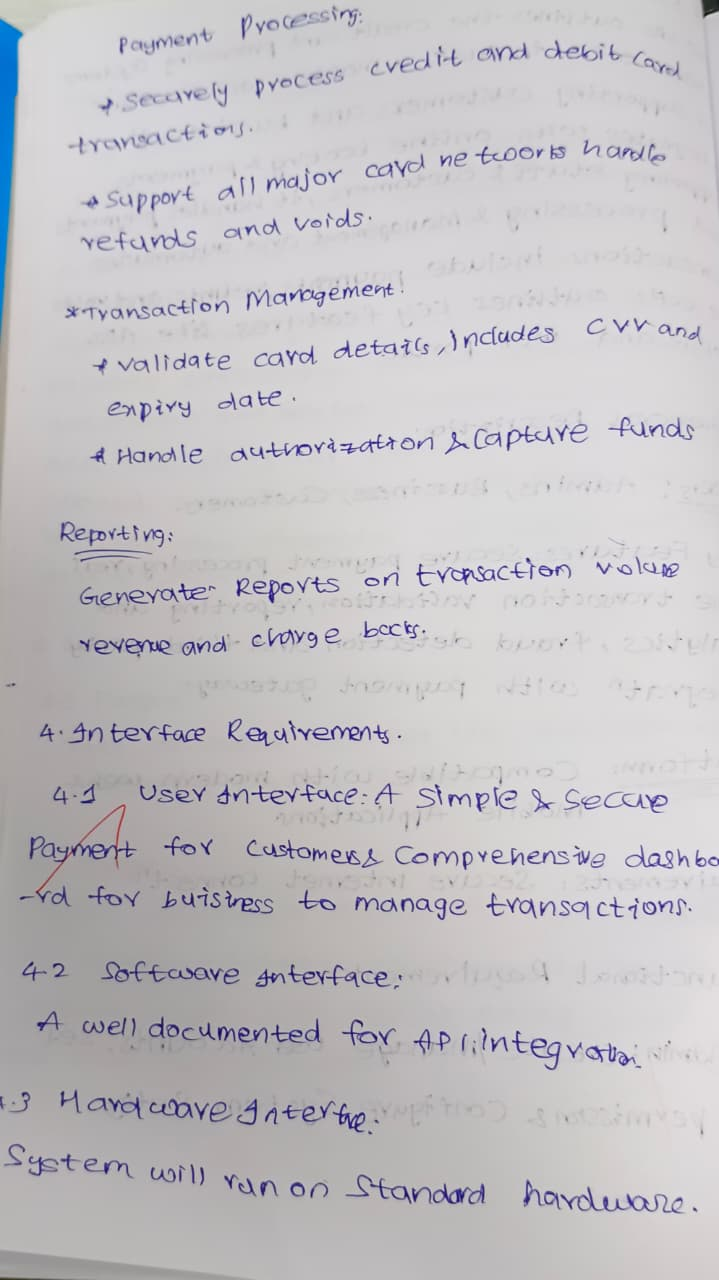 Payment Processing:
* Securely process credit and debit card
transactions.
* Support all major card networks handle
refunds and voids.
* Transaction Management:
* validate card details, Includes CVV and
expiry date.
* Handle authorization & Capture funds
Reporting:
Generate Reports on transaction volume
revenue and charge backs.
4. Interface Requirements.
4.1 User Interface: A Simple & Secure
Payment for Customers & Comprehensive dashbo
-rd for buisiness to manage transactions.
4.2 Software Interface:
A well documented for API integration
.3 Hardware Interface:
System will run on Standard hardware.